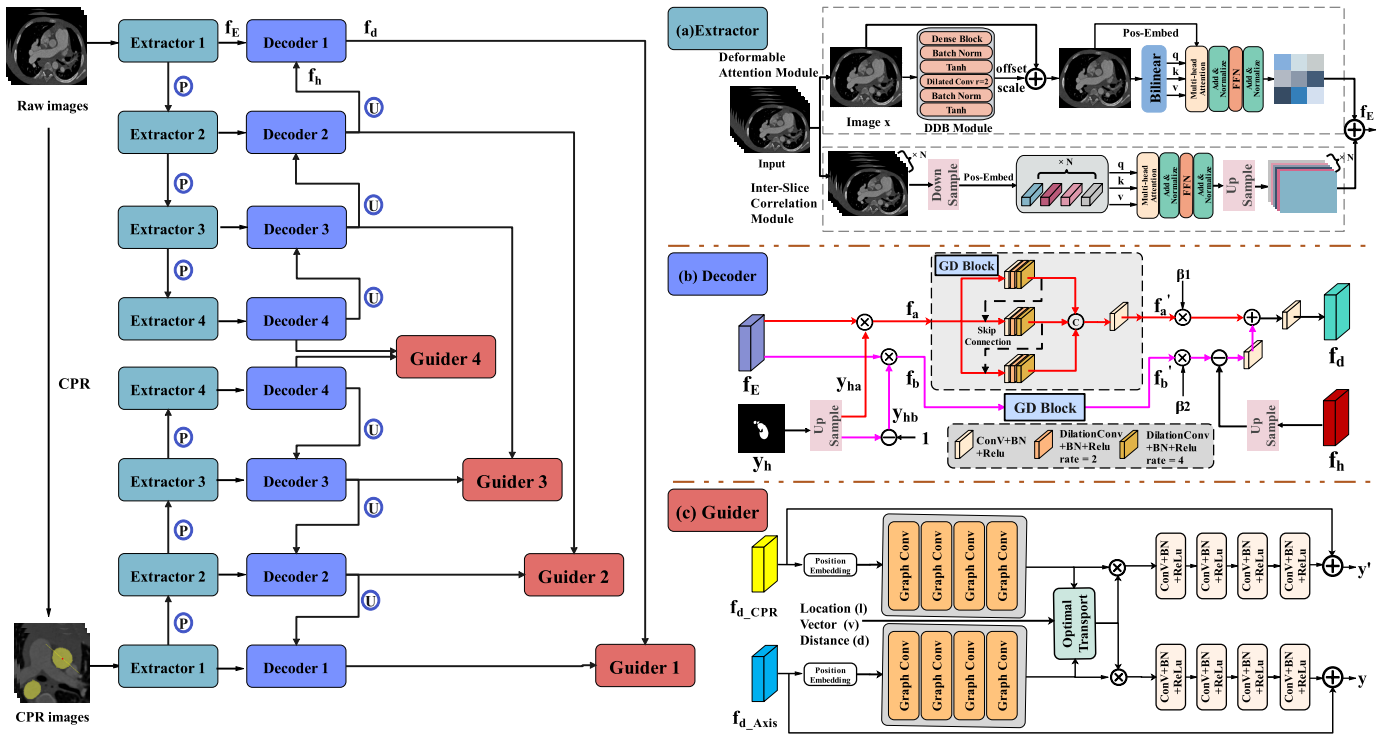 Raw images
CPR
CPR images
Extractor 1
f_E
Decoder 1
f_d
f_h
P
U
Extractor 2
Decoder 2
P
U
Extractor 3
Decoder 3
P
U
Extractor 4
Decoder 4
Guider 4
Extractor 4
Decoder 4
P
U
Extractor 3
Decoder 3
Guider 3
P
U
Extractor 2
Decoder 2
Guider 2
P
U
Extractor 1
Decoder 1
Guider 1
(a)Extractor
Deformable
Attention Module
Input
Inter-Slice
Correlation
Module
Image x
Dense Block
Batch Norm
Tanh
Dilated Conv r=2
Batch Norm
Tanh
DDB Module
offset
scale
Pos-Embed
Bilinear
q
k
v
Multi-head
Attention
Add &
Normalize
FFN
Add &
Normalize
f_E
× N
Down
Sample
Pos-Embed
× N
q
k
v
Multi-head
Attention
Add &
Normalize
FFN
Add &
Normalize
Up
Sample
× N
(b) Decoder
f_E
y_h
Up
Sample
y_ha
y_hb
1
f_a
f_b
GD Block
Skip
Connection
C
GD Block
f_a'
β1
f_b'
β2
f_d
Up
Sample
f_h
ConV+BN
+Relu
DilationConv
+BN+Relu
rate = 2
DilationConv
+BN+Relu
rate = 4
(c) Guider
f_d_CPR
Position
Embedding
Graph Conv
Graph Conv
Graph Conv
Graph Conv
Location (l)
Vector (v)
Distance (d)
Optimal
Transport
ConV+BN
+ReLu
ConV+BN
+ReLu
ConV+BN
+ReLu
ConV+BN
+ReLu
y'
f_d_Axis
Position
Embedding
Graph Conv
Graph Conv
Graph Conv
Graph Conv
ConV+BN
+ReLu
ConV+BN
+ReLu
ConV+BN
+ReLu
ConV+BN
+ReLu
y